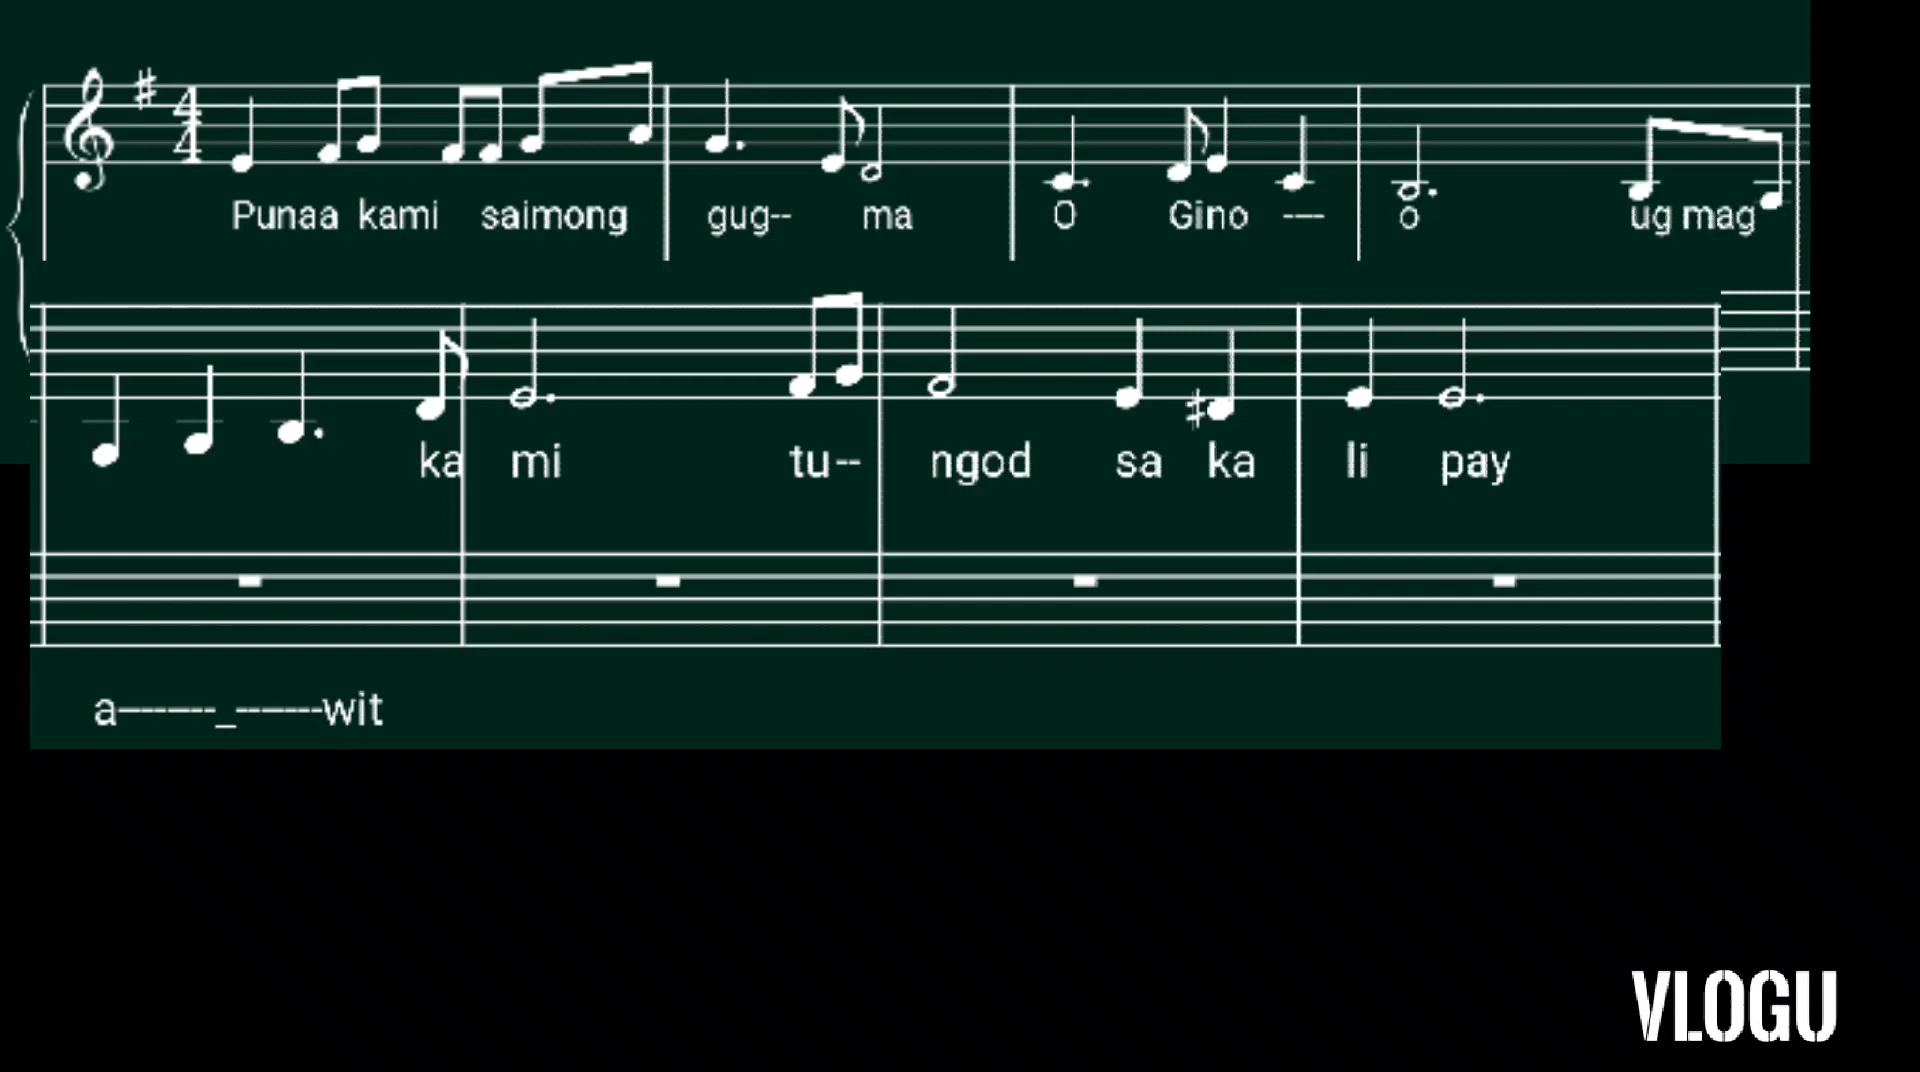 Punaa kami saimong gug-- ma O Gino ---- o ug mag
ka mi tu-- ngod sa ka li pay
a-------_-------wit
VLOGU